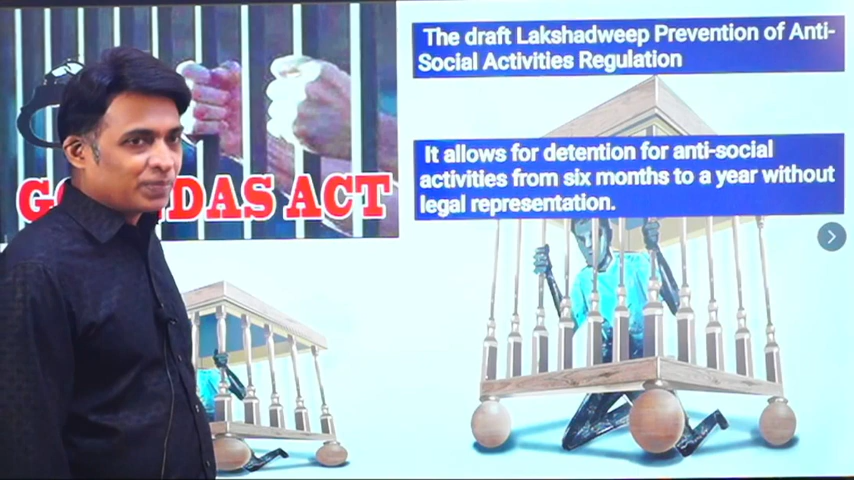 The draft Lakshadweep Prevention of Anti-
Social Activities Regulation
It allows for detention for anti-social
activities from six months to a year without
legal representation.
DAS ACT